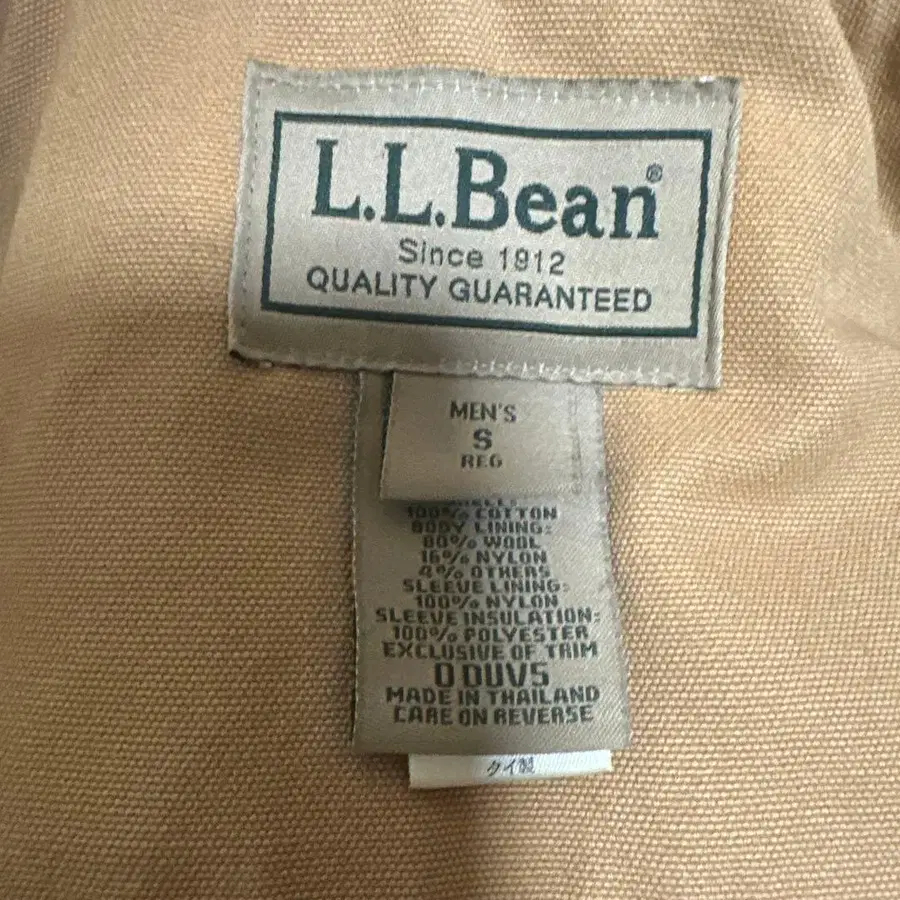 L.L.Bean®
Since 1912
QUALITY GUARANTEED
MEN'S
S
REG
100% COTTON
BODY LINING:
80% WOOL
16% NYLON
4% OTHERS
SLEEVE LINING:
100% NYLON
SLEEVE INSULATION:
100% POLYESTER
EXCLUSIVE OF TRIM
0 DUV5
MADE IN THAILAND
CARE ON REVERSE
タイ製